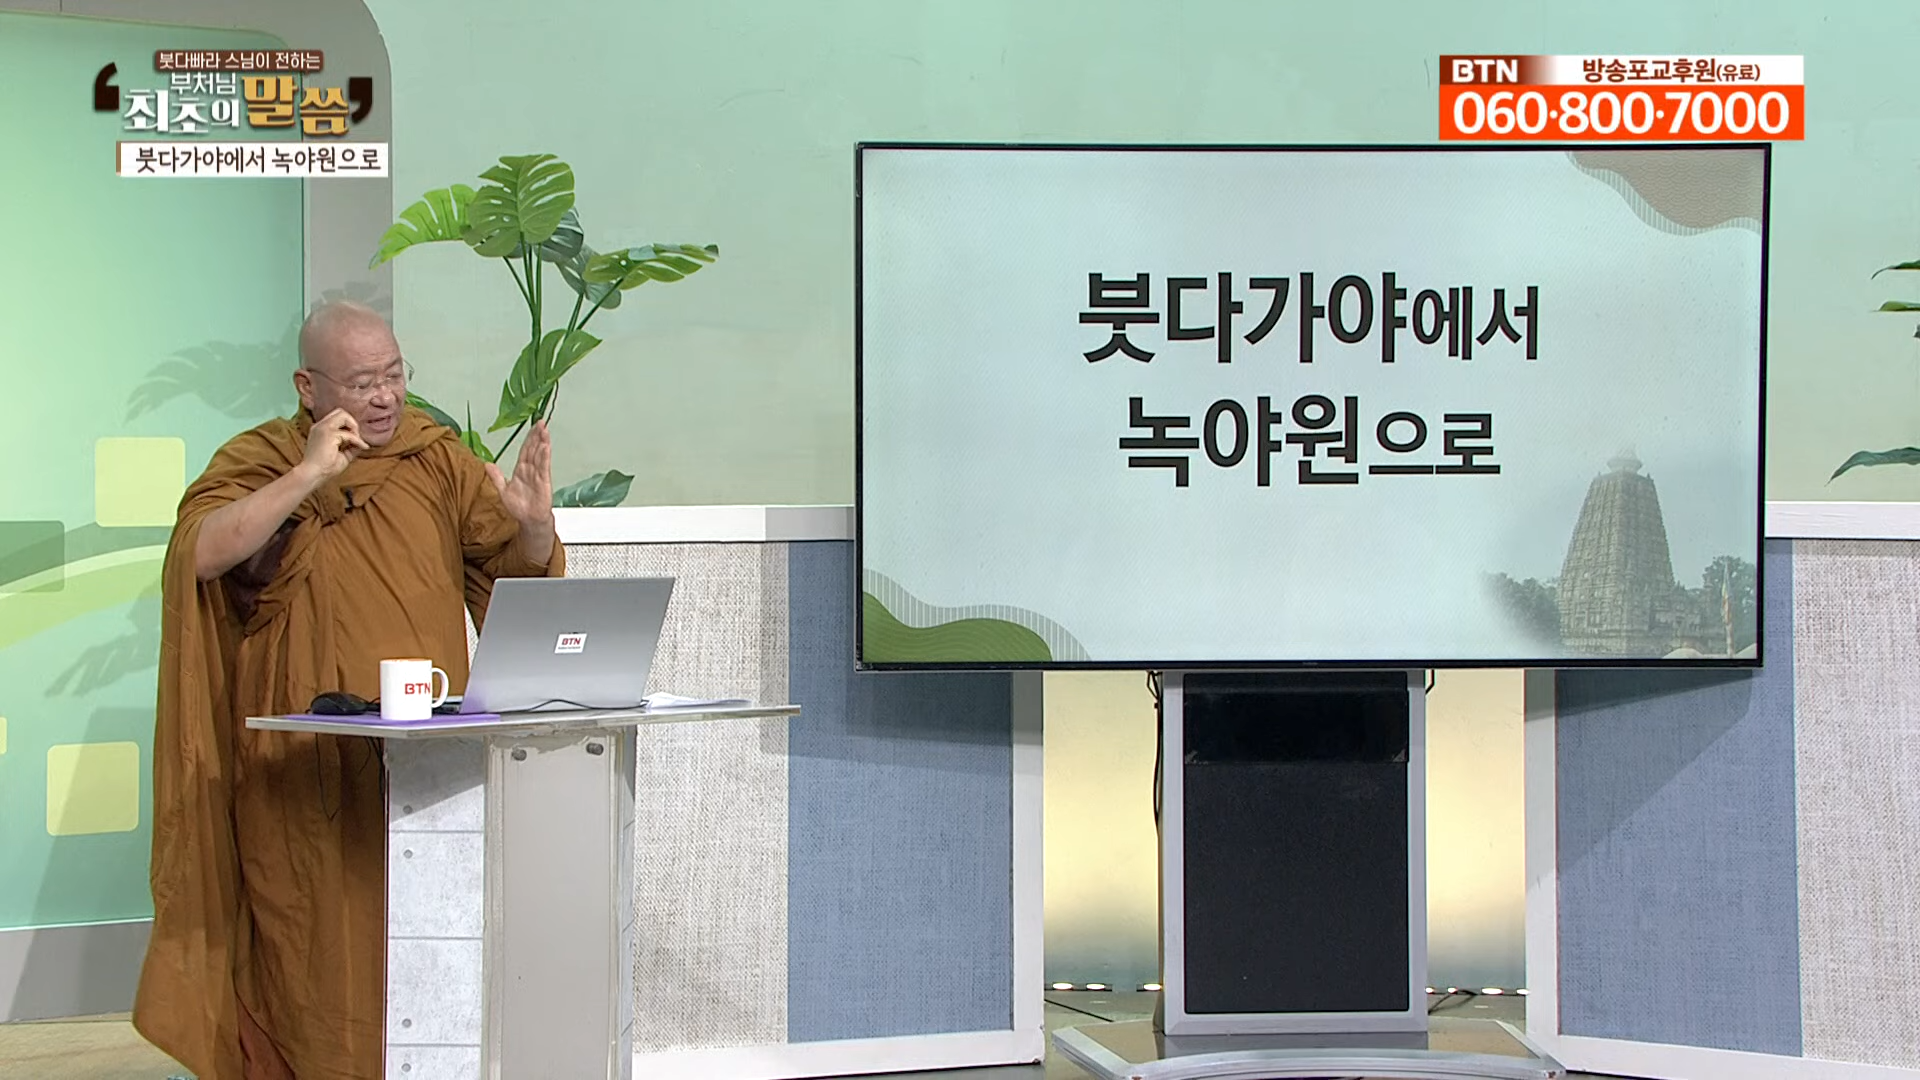 붓다빠라 스님이 전하는
‘부처님
최초의 말씀’
붓다가야에서 녹야원으로
BTN 방송포교후원(유료)
060·800·7000
붓다가야에서
녹야원으로
BTN
BTN